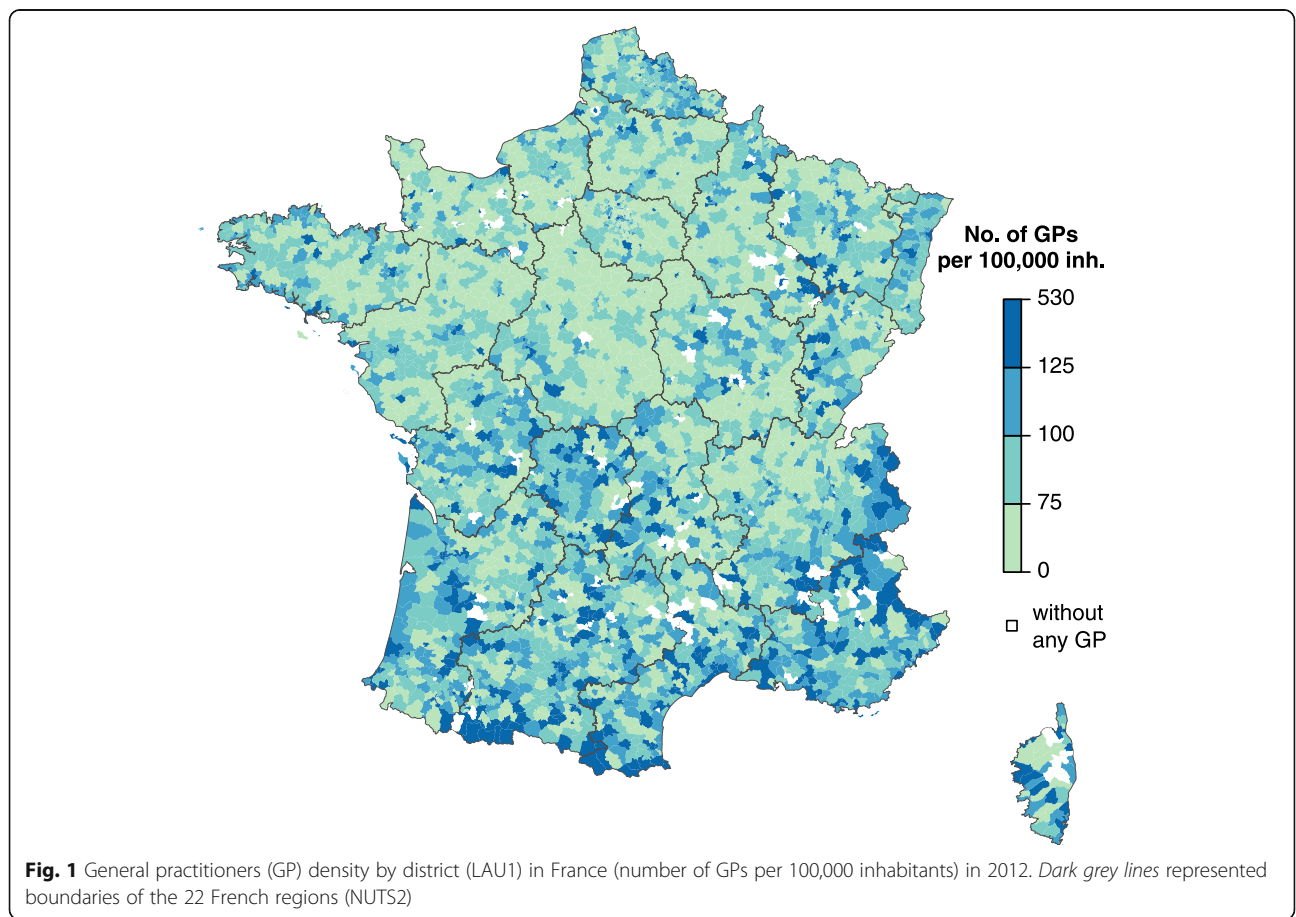 No. of GPs
per 100,000 inh.
530
125
100
75
0
without
any GP
Fig. 1 General practitioners (GP) density by district (LAU1) in France (number of GPs per 100,000 inhabitants) in 2012. Dark grey lines represented
boundaries of the 22 French regions (NUTS2)